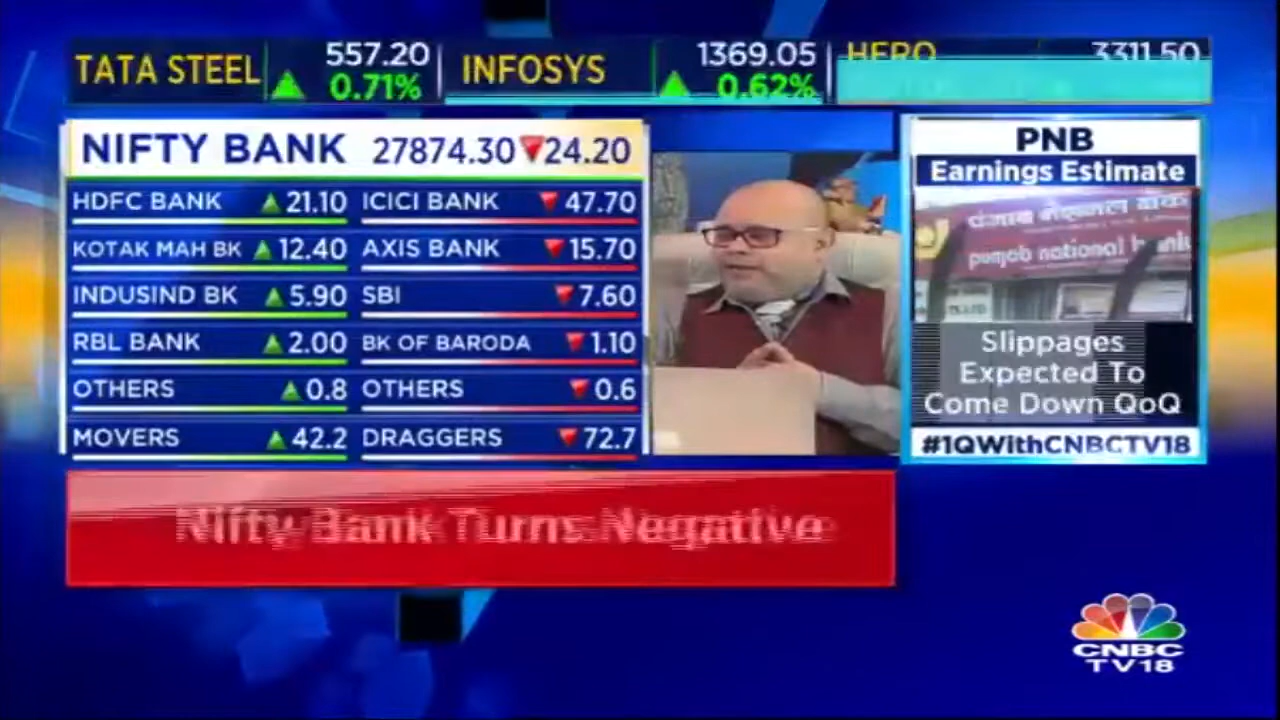 TATA STEEL 557.20
▲ 0.71%
INFOSYS 1369.05
▲ 0.62%
HERO 3311.50
NIFTY BANK 27874.30 ▼ 24.20
HDFC BANK ▲ 21.10 ICICI BANK ▼ 47.70
KOTAK MAH BK ▲ 12.40 AXIS BANK ▼ 15.70
INDUSIND BK ▲ 5.90 SBI ▼ 7.60
RBL BANK ▲ 2.00 BK OF BARODA ▼ 1.10
OTHERS ▲ 0.8 OTHERS ▼ 0.6
MOVERS ▲ 42.2 DRAGGERS ▼ 72.7
PNB
Earnings Estimate
पंजाब नैशनल बैंक
punjab national bank
Slippages
Expected To
Come Down QoQ
#1QWithCNBCTV18
Nifty Bank Turns Negative
CNBC
TV18